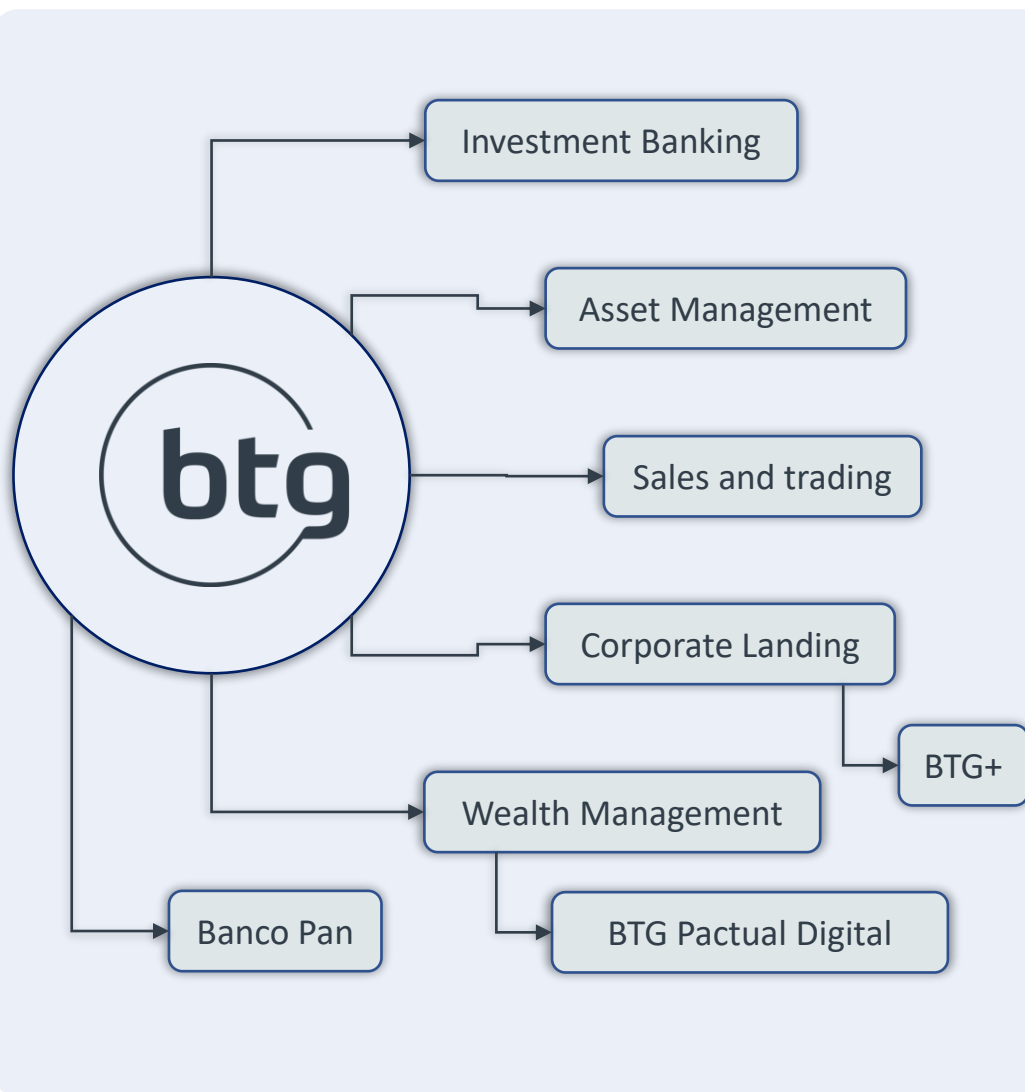 Investment Banking
Asset Management
btg
Sales and trading
Corporate Landing
BTG+
Wealth Management
Banco Pan
BTG Pactual Digital